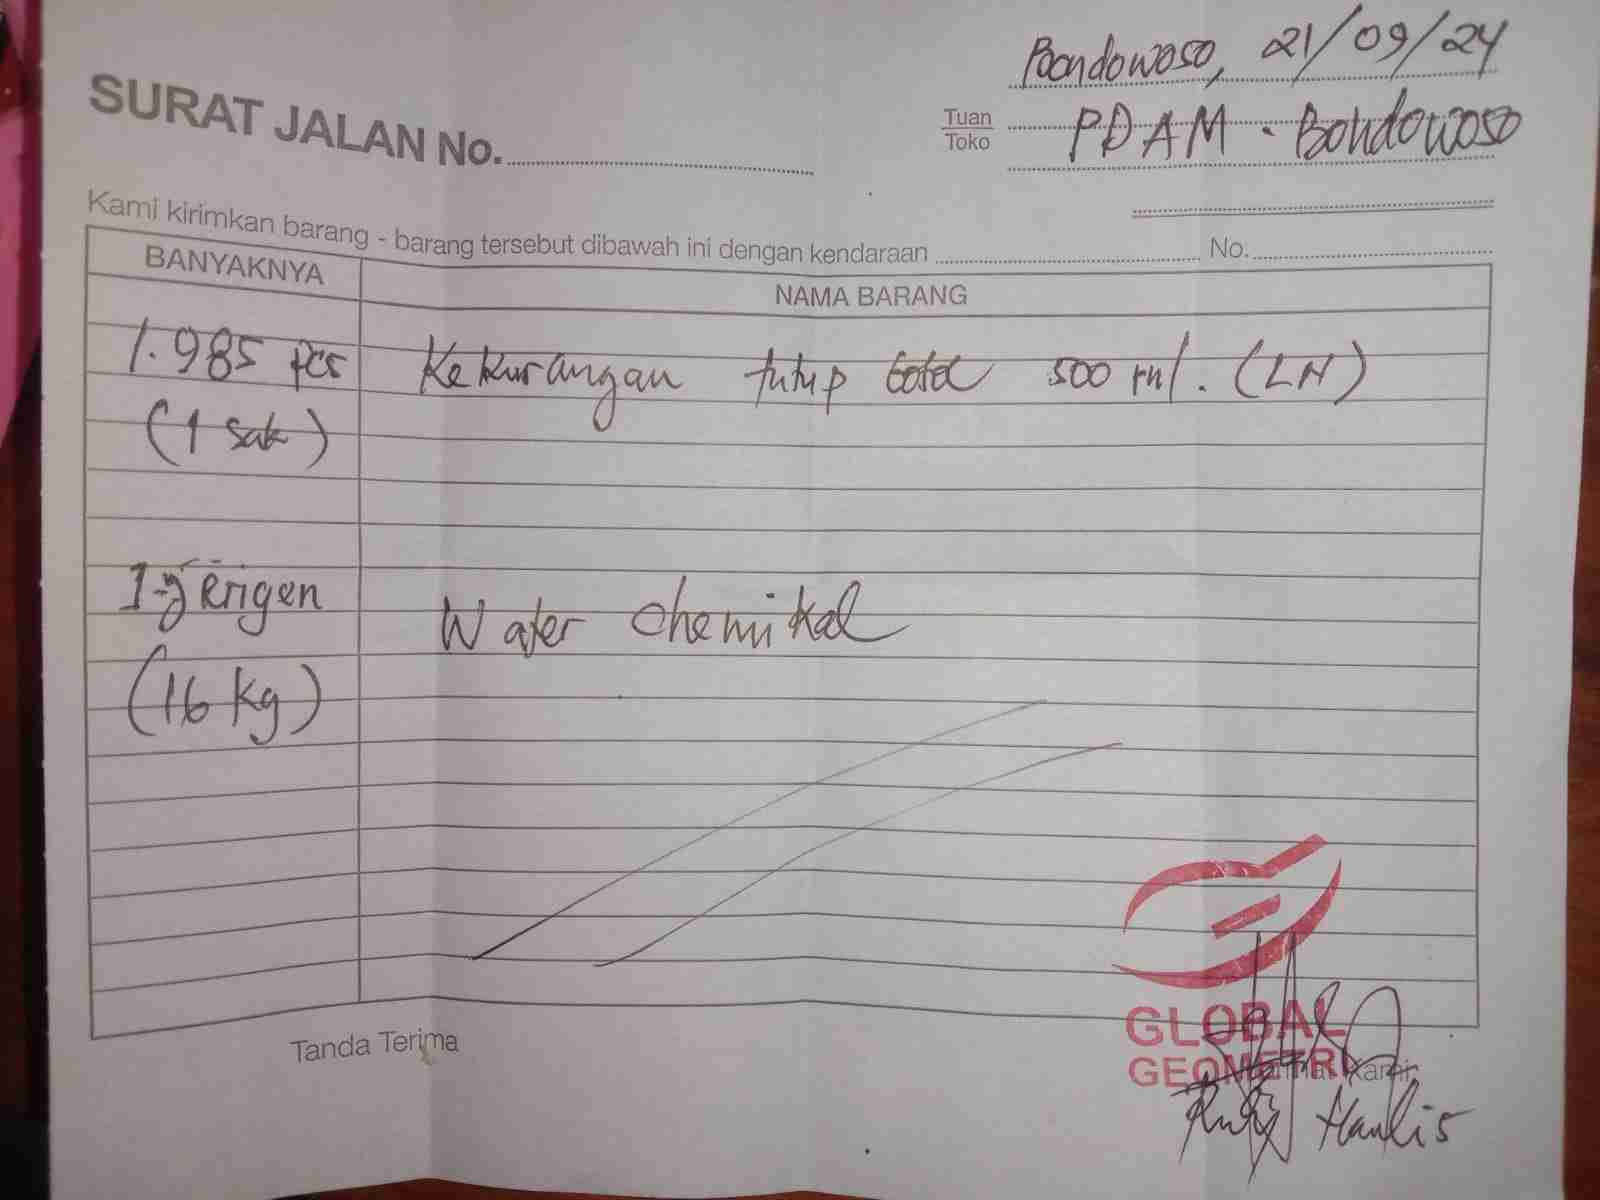 Bondowoso, 21/09/24
SURAT JALAN No.
Tuan
Toko
PDAM - Bondowoso
Kami kirimkan barang - barang tersebut dibawah ini dengan kendaraan No.
BANYAKNYA NAMA BARANG
1.985 pcs Kekurangan tutup botol 500 ml. (LN)
(1 sak)
1 jerigen Water chemikal
(16 kg)
Tanda Terima
GLOBAL
GEOMETRI
Hormat Kami